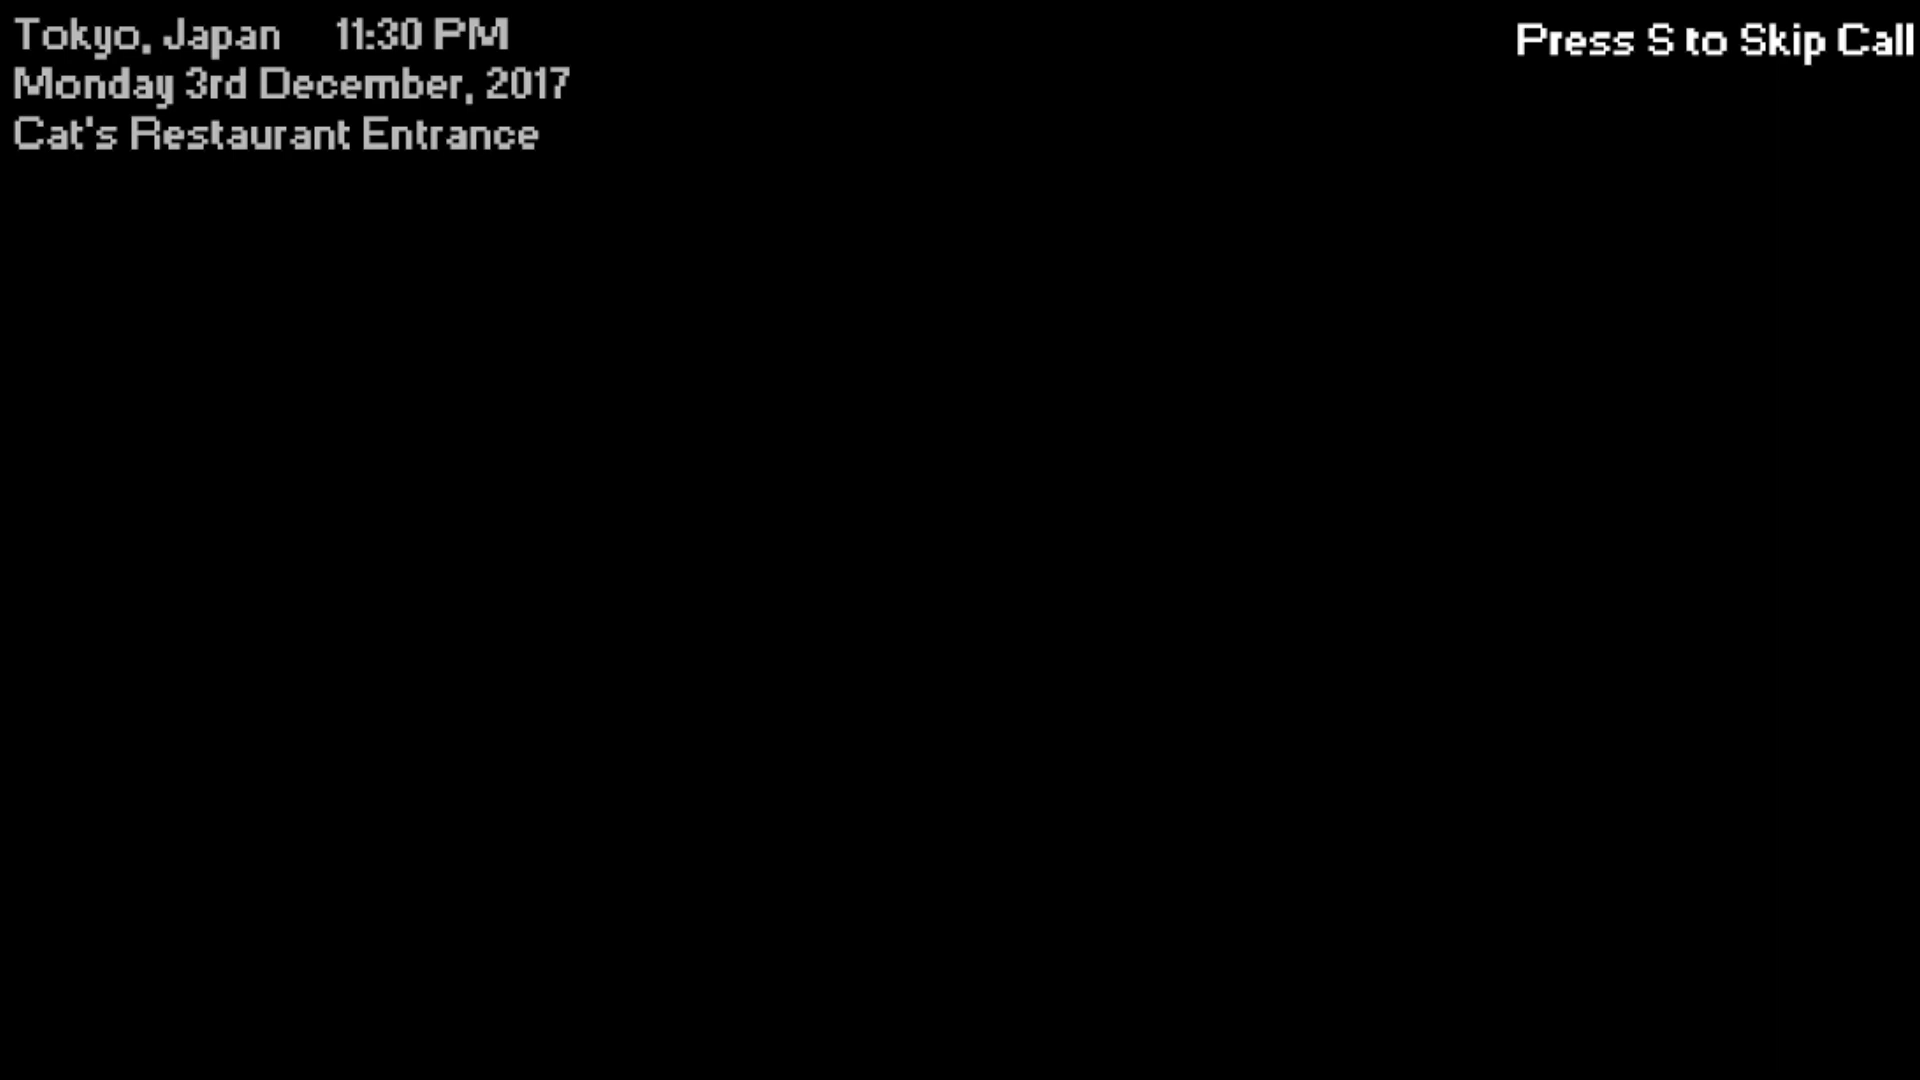 Tokyo, Japan 11:30 PM
Press S to Skip Call
Monday 3rd December, 2017
Cat's Restaurant Entrance